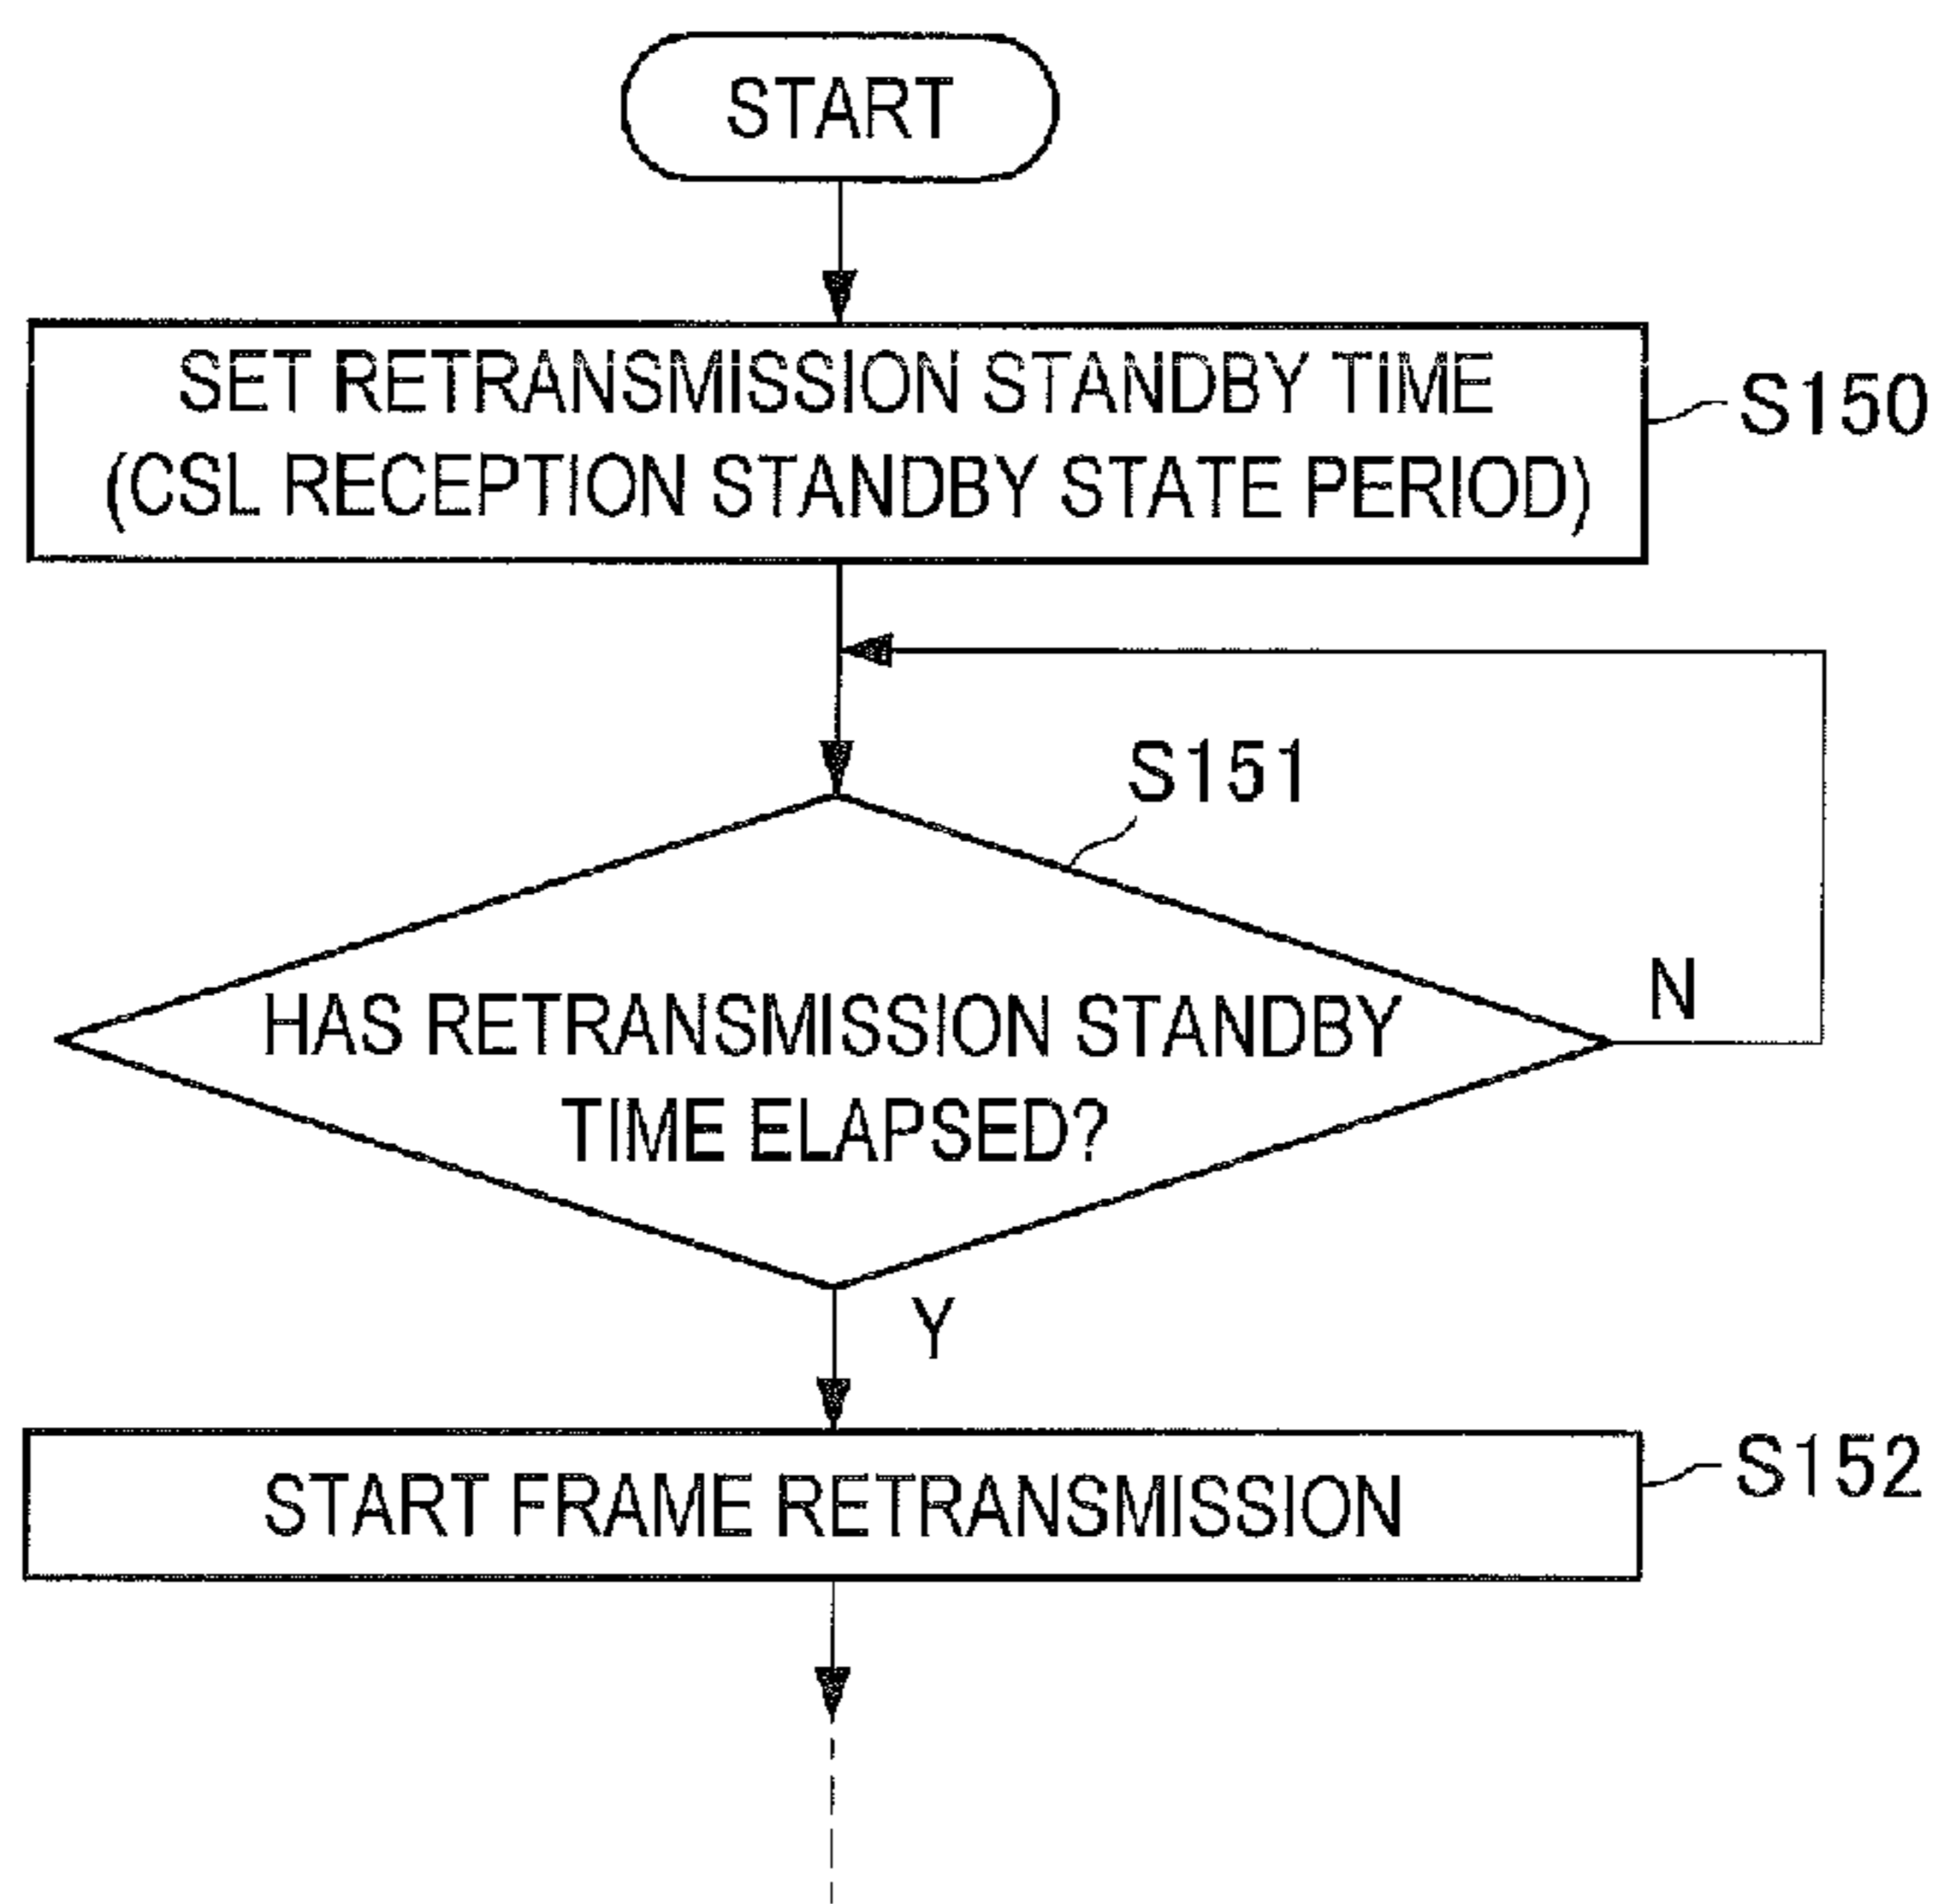 START
SET RETRANSMISSION STANDBY TIME
(CSL RECEPTION STANDBY STATE PERIOD)
S150
S151
HAS RETRANSMISSION STANDBY
TIME ELAPSED?
N
Y
START FRAME RETRANSMISSION
S152